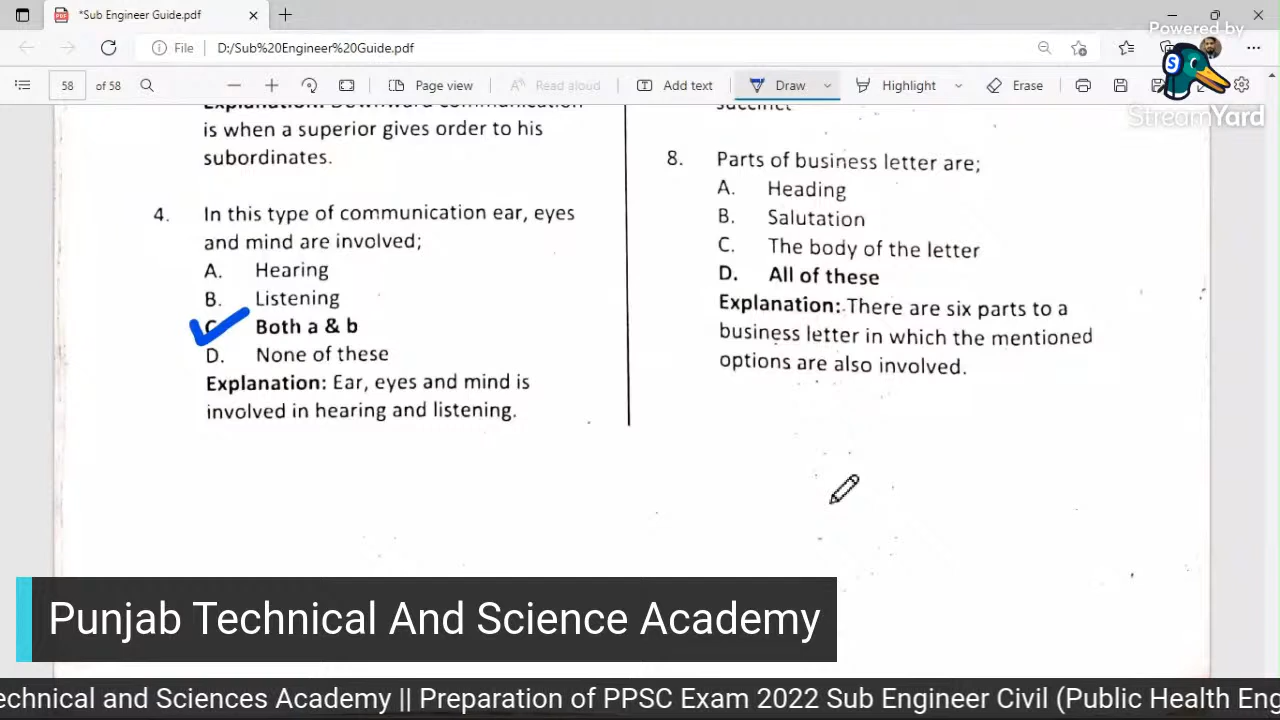 *Sub Engineer Guide.pdf
File
D:/Sub%20Engineer%20Guide.pdf
Powered by
58 of 58
Page view
Read aloud
Add text
Draw
Highlight
Erase
StreamYard
Explanation: Downward communication
is when a superior gives order to his
subordinates.
4. In this type of communication ear, eyes
and mind are involved;
A. Hearing
B. Listening
C. Both a & b
D. None of these
Explanation: Ear, eyes and mind is
involved in hearing and listening.
succinct
8. Parts of business letter are;
A. Heading
B. Salutation
C. The body of the letter
D. All of these
Explanation: There are six parts to a
business letter in which the mentioned
options are also involved.
Punjab Technical And Science Academy
echnical and Sciences Academy || Preparation of PPSC Exam 2022 Sub Engineer Civil (Public Health Eng